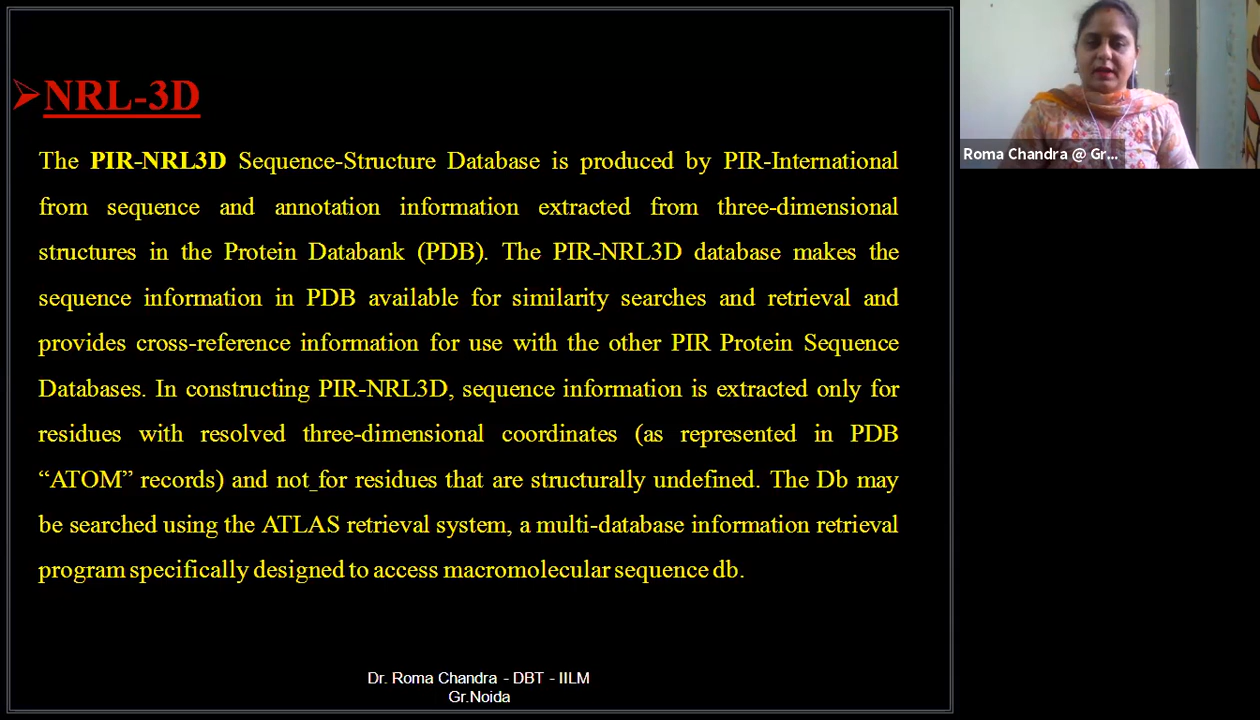 NRL-3D
The PIR-NRL3D Sequence-Structure Database is produced by PIR-International
from sequence and annotation information extracted from three-dimensional
structures in the Protein Databank (PDB). The PIR-NRL3D database makes the
sequence information in PDB available for similarity searches and retrieval and
provides cross-reference information for use with the other PIR Protein Sequence
Databases. In constructing PIR-NRL3D, sequence information is extracted only for
residues with resolved three-dimensional coordinates (as represented in PDB
“ATOM” records) and not_for residues that are structurally undefined. The Db may
be searched using the ATLAS retrieval system, a multi-database information retrieval
program specifically designed to access macromolecular sequence db.
Dr. Roma Chandra - DBT - IILM
Gr.Noida
Roma Chandra @ Gr...